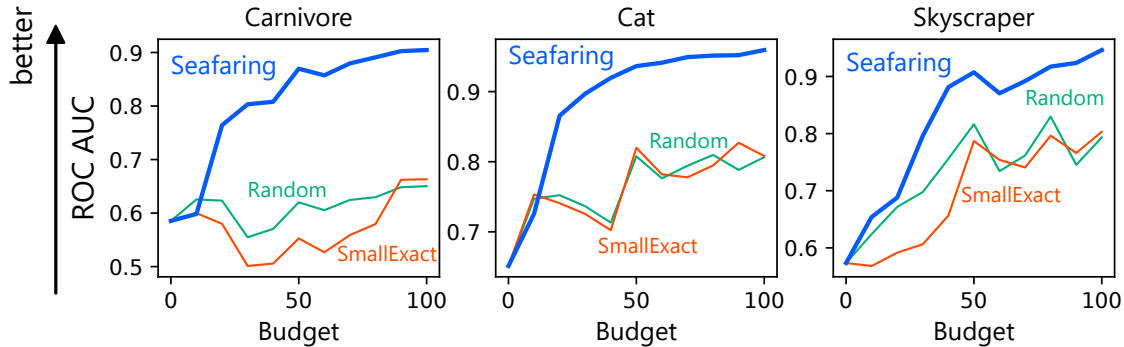 better
ROC AUC
Carnivore
0.9
0.8
0.7
0.6
0.5
Seafaring
Random
SmallExact
0 50 100
Budget
Cat
0.9
0.8
0.7
Seafaring
Random
SmallExact
0 50 100
Budget
Skyscraper
0.9
0.8
0.7
0.6
Seafaring
Random
SmallExact
0 50 100
Budget